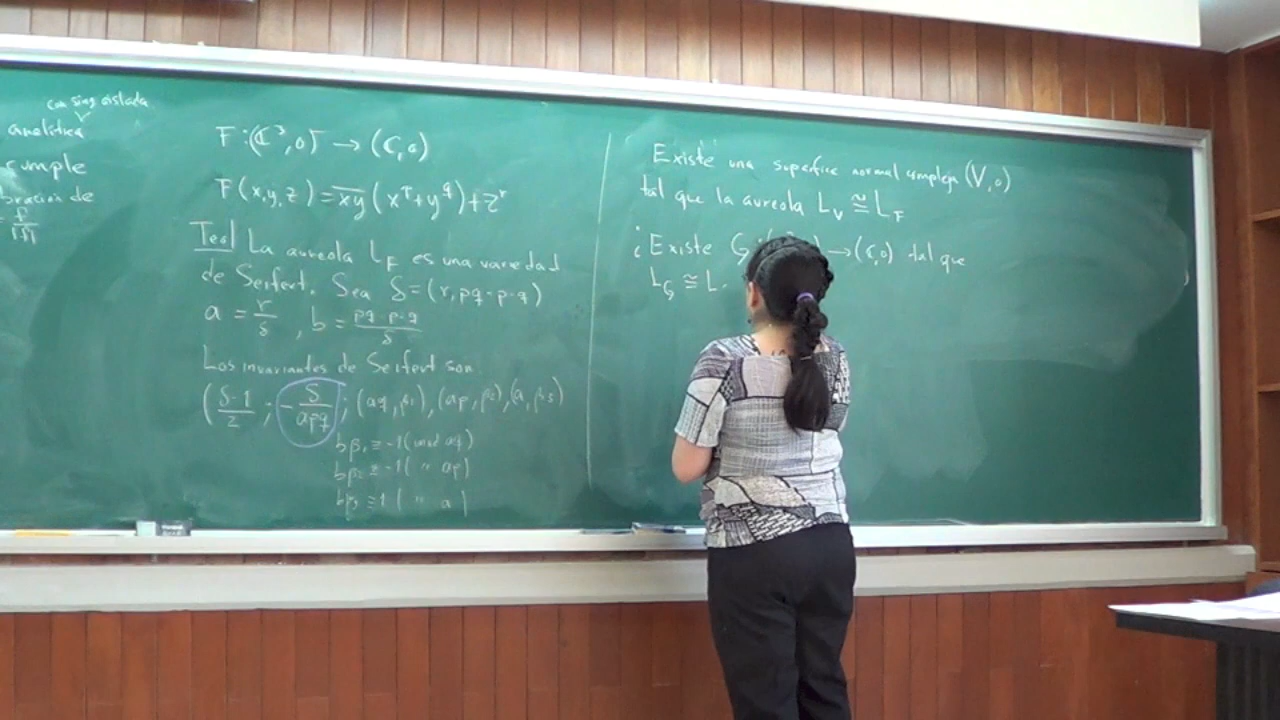 con sing aislada
analítica
cumple
bración de
= F / |F|
F: (ℂ³, 0) → (ℂ, 0)
F(x, y, z) = \overline{xy} (x^p + y^q) + z^r
Teo| La aureola L_F es una variedad
de Seifert. Sea δ = (r, pq - p - q)
a = r/δ , b = (pq - p - q)/δ
Los invariantes de Seifert son
((δ-1)/2 ; -δ/(apq) ; (aq, β₁), (ap, β₂), (a, β₃)
bβ₁ ≡ -1 (mod aq)
bβ₂ ≡ -1 ( " ap)
bβ₃ ≡ 1 ( " a)
Existe una superficie normal compleja (V, 0)
tal que la aureola L_V ≅ L_F
¿Existe G: → (ℂ, 0) tal que
L_G ≅ L